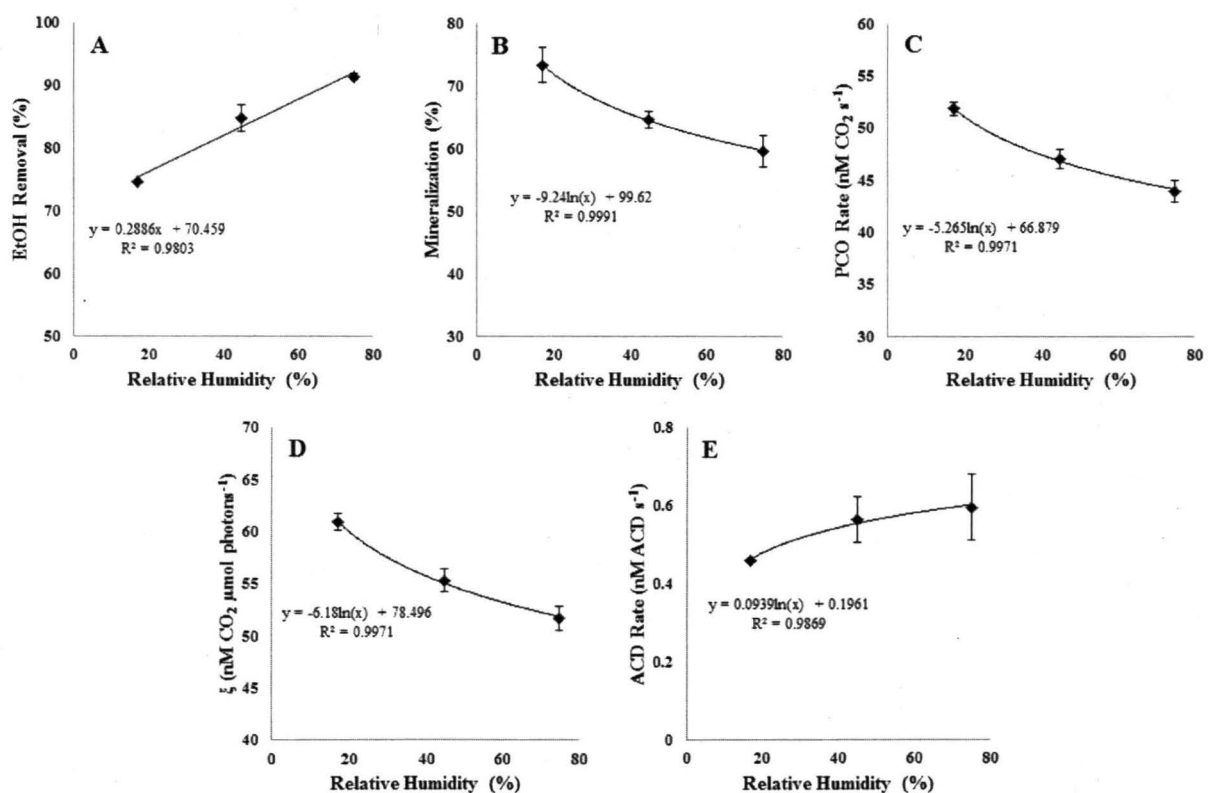 A
EtOH Removal (%)
100
90
80
70
60
50
y = 0.2886x + 70.459
R² = 0.9803
0 20 40 60 80
Relative Humidity (%)
B
Mineralization (%)
80
70
60
50
40
30
y = -9.24ln(x) + 99.62
R² = 0.9991
0 20 40 60 80
Relative Humidity (%)
C
PCO Rate (nM CO₂ s⁻¹)
60
55
50
45
40
35
30
y = -5.265ln(x) + 66.879
R² = 0.9971
0 20 40 60 80
Relative Humidity (%)
D
ξ (nM CO₂ μmol photons⁻¹)
70
65
60
55
50
45
40
y = -6.18ln(x) + 78.496
R² = 0.9971
0 20 40 60 80
Relative Humidity (%)
E
ACD Rate (nM ACD s⁻¹)
0.8
0.6
0.4
0.2
0
y = 0.0939ln(x) + 0.1961
R² = 0.9869
0 20 40 60 80
Relative Humidity (%)